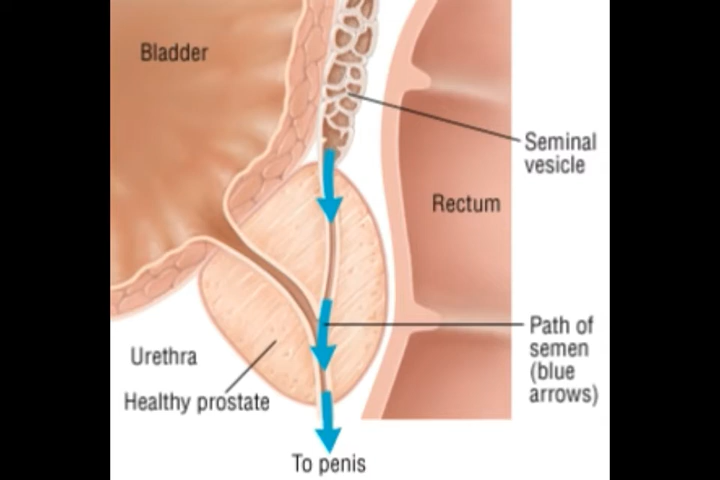 Bladder
Seminal
vesicle
Rectum
Path of
semen
(blue
arrows)
Urethra
Healthy prostate
To penis